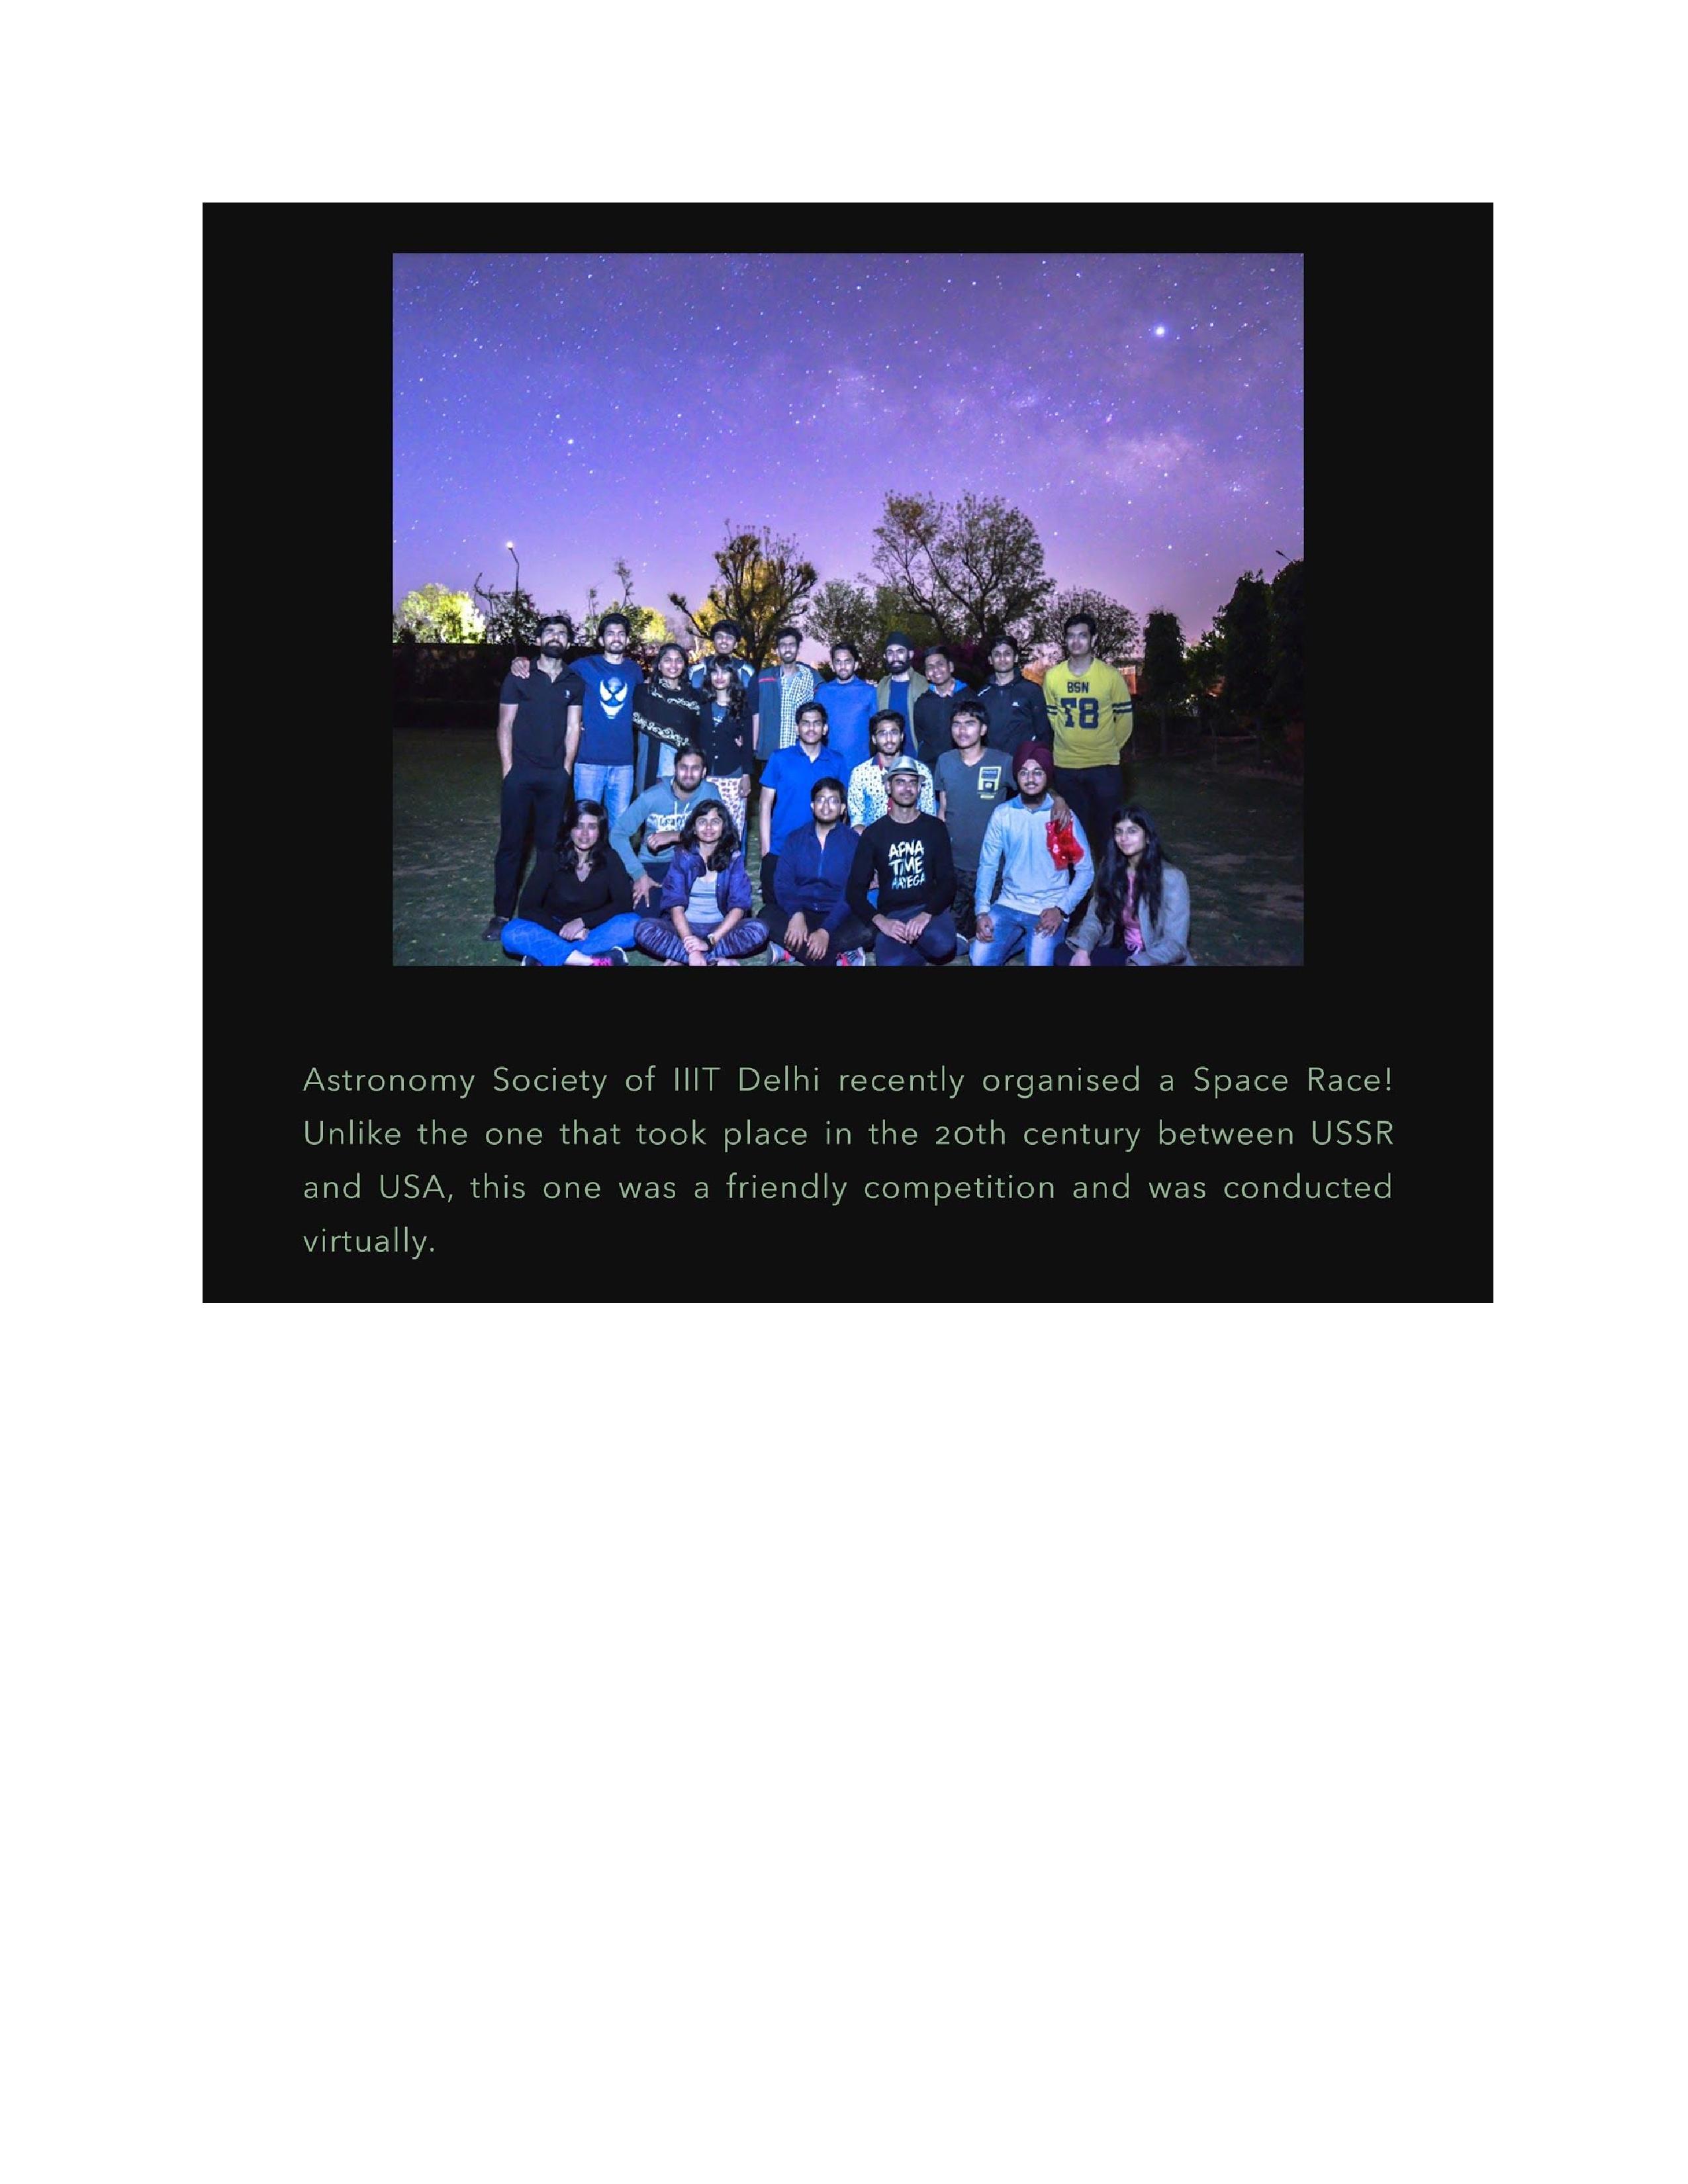 BSN
78
APNA
TIME
AAYEGA
Astronomy Society of IIIT Delhi recently organised a Space Race!
Unlike the one that took place in the 20th century between USSR
and USA, this one was a friendly competition and was conducted
virtually.